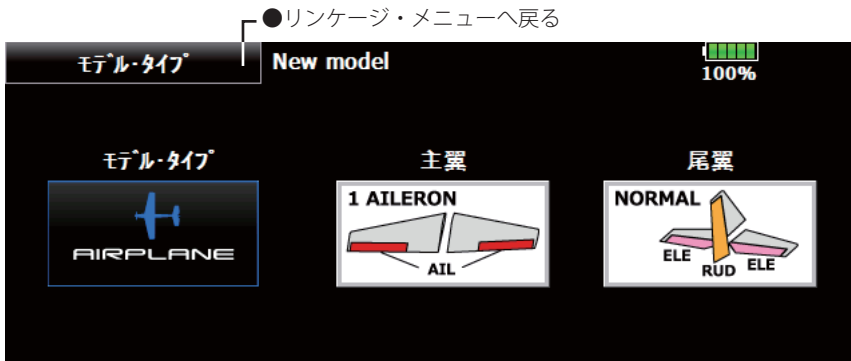 ●リンケージ・メニューへ戻る
モデル・タイプ New model
100%
モデル・タイプ 主翼 尾翼
AIRPLANE
1 AILERON
AIL
NORMAL
ELE RUD ELE